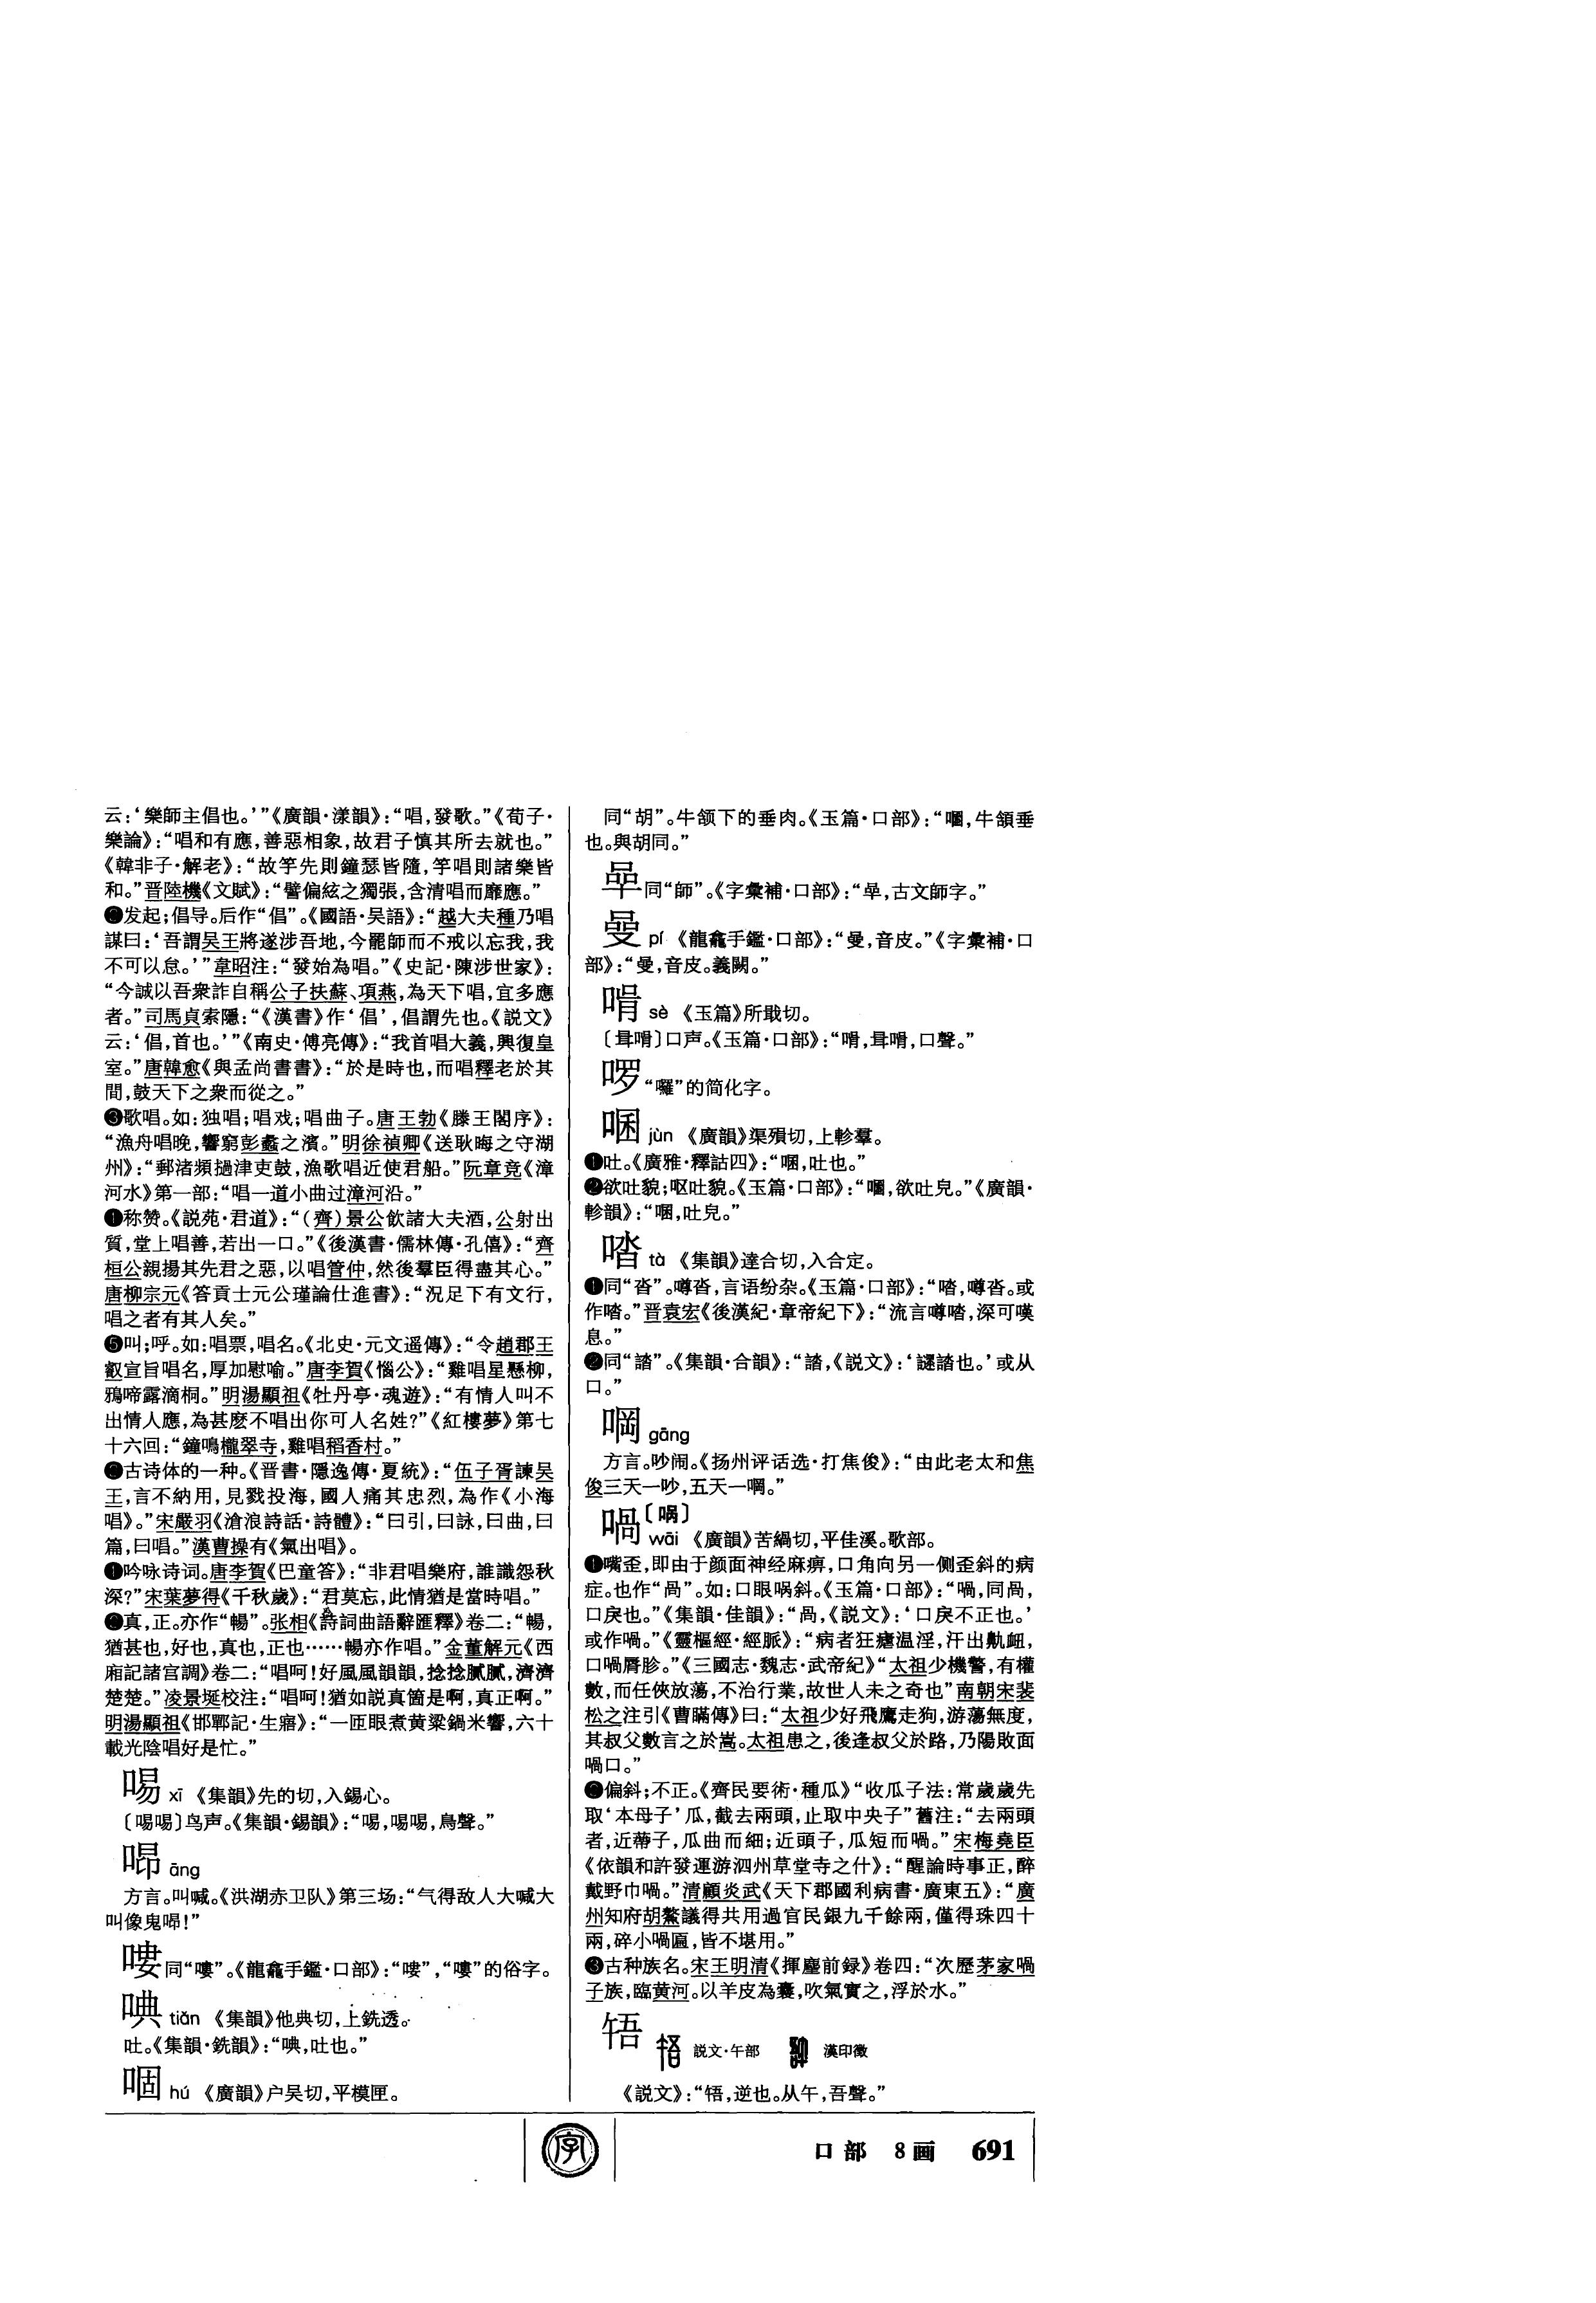 云:‘樂師主倡也。’”《廣韻·漾韻》:“唱,發歌。”《荀子·
樂論》:“唱和有應,善惡相象,故君子慎其所去就也。”
《韓非子·解老》:“故竽先則鐘瑟皆隨,竽唱則諸樂皆
和。”晋陸機《文賦》:“譬偏絃之獨張,含清唱而靡應。”
❷发起;倡导。后作“倡”。《國語·吴語》:“越大夫種乃唱
謀曰:‘吾謂吴王將遂涉吾地,今罷師而不戒以忘我,我
不可以怠。’”韋昭注:“發始為唱。”《史記·陳涉世家》:
“今誠以吾衆詐自稱公子扶蘇、項燕,為天下唱,宜多應
者。”司馬貞索隱:“《漢書》作‘倡’,倡謂先也。《説文》
云:‘倡,首也。’”《南史·傅亮傳》:“我首唱大義,興復皇
室。”唐韓愈《與孟尚書書》:“於是時也,而唱釋老於其
間,鼓天下之衆而從之。”
❸歌唱。如:独唱;唱戏;唱曲子。唐王勃《滕王閣序》:
“漁舟唱晚,響窮彭蠡之濱。”明徐禎卿《送耿晦之守湖
州》:“郵渚頻撾津吏鼓,漁歌唱近使君船。”阮章竞《漳
河水》第一部:“唱一道小曲过漳河沿。”
❹称赞。《説苑·君道》:“(齊)景公飲諸大夫酒,公射出
質,堂上唱善,若出一口。”《後漢書·儒林傳·孔僖》:“齊
桓公親揚其先君之惡,以唱管仲,然後羣臣得盡其心。”
唐柳宗元《答貢士元公瑾論仕進書》:“況足下有文行,
唱之者有其人矣。”
❺叫;呼。如:唱票,唱名。《北史·元文遥傳》:“令趙郡王
叡宣旨唱名,厚加慰喻。”唐李賀《惱公》:“雞唱星懸柳,
鴉啼露滴桐。”明湯顯祖《牡丹亭·魂遊》:“有情人叫不
出情人應,為甚麽不唱出你可人名姓?”《紅樓夢》第七
十六回:“鐘鳴櫳翠寺,雞唱稻香村。”
❻古诗体的一种。《晋書·隱逸傳·夏統》:“伍子胥諫吴
王,言不納用,見戮投海,國人痛其忠烈,為作《小海
唱》。”宋嚴羽《滄浪詩話·詩體》:“曰引,曰詠,曰曲,曰
篇,曰唱。”漢曹操有《氣出唱》。
❼吟咏诗词。唐李賀《巴童答》:“非君唱樂府,誰識怨秋
深?”宋葉夢得《千秋歲》:“君莫忘,此情猶是當時唱。”
❽真,正。亦作“暢”。张相《詩詞曲語辭匯釋》卷二:“暢,
猶甚也,好也,真也,正也……暢亦作唱。”金董解元《西
廂記諸宫調》卷二:“唱呵!好風風韻韻,捻捻膩膩,濟濟
楚楚。”凌景埏校注:“唱呵!猶如説真箇是啊,真正啊。”
明湯顯祖《邯鄲記·生寤》:“一匝眼煮黄粱鍋米響,六十
載光陰唱好是忙。”
啺 xī 《集韻》先的切,入錫心。
〔啺啺〕鸟声。《集韻·錫韻》:“啺,啺啺,鳥聲。”
㖮 āng
方言。叫喊。《洪湖赤卫队》第三场:“气得敌人大喊大
叫像鬼㖮!”
唛同“嘍”。《龍龕手鑑·口部》:“”,“嘍”的俗字。
㖭 tiǎn 《集韻》他典切,上銑透。
吐。《集韻·銑韻》:“㖭,吐也。”
㗅 hú 《廣韻》户吴切,平模匣。
同“胡”。牛颔下的垂肉。《玉篇·口部》:“,牛頷垂
也。與胡同。”
同“師”。《字彙補·口部》:“,古文師字。”
pí 《龍龕手鑑·口部》:“,音皮。”《字彙補·口
部》:“,音皮。義闕。”
sè 《玉篇》所戢切。
〔〕口声。《玉篇·口部》:“,口聲。”
啰 “囉”的简化字。
jùn 《廣韻》渠殞切,上軫羣。
❶吐。《廣雅·釋詁四》:“,吐也。”
❷欲吐貌;呕吐貌。《玉篇·口部》:“,欲吐皃。”《廣韻·
軫韻》:“,吐皃。”
㗳 tà 《集韻》達合切,入合定。
❶同“沓”。噂沓,言语纷杂。《玉篇·口部》:“啛,噂沓。或
作喒。”晋袁宏《後漢紀·章帝紀下》:“流言噂,深可嘆
息。”
❷同“誻”。《集韻·合韻》:“誻,《説文》:‘誻也。’或从
口。”
㖠 gāng
方言。吵闹。《扬州评话选·打焦俊》:“由此老太和焦
俊三天一吵,五天一。”
喎〔㖞〕
wāi 《廣韻》苦緺切,平佳溪。歌部。
❶嘴歪,即由于颜面神经麻痹,口角向另一侧歪斜的病
症。也作“咼”。如:口眼㖞斜。《玉篇·口部》:“喎,同咼,
口戾也。”《集韻·佳韻》:“咼,《説文》:‘口戾不正也。’
或作喎。”《靈樞經·經脈》:“病者狂瘧温淫,汗出鼽衄,
口喎脣胗。”《三國志·魏志·武帝紀》“太祖少機警,有權
數,而任俠放蕩,不治行業,故世人未之奇也”南朝宋裴
松之注引《曹瞞傳》曰:“太祖少好飛鷹走狗,游蕩無度,
其叔父數言之於嵩。太祖患之,後逢叔父於路,乃陽敗面
喎口。”
❷偏斜;不正。《齊民要術·種瓜》“收瓜子法:常歲歲先
取‘本母子’瓜,截去兩頭,止取中央子”舊注:“去兩頭
者,近蔕子,瓜曲而細;近頭子,瓜短而喎。”宋梅堯臣
《依韻和許發運游泗州草堂寺之什》:“醒論時事正,醉
戴野巾喎。”清顧炎武《天下郡國利病書·廣東五》:“廣
州知府胡鰲議得共用過官民銀九千餘兩,僅得珠四十
兩,碎小喎匾,皆不堪用。”
❸古种族名。宋王明清《揮麈前録》卷四:“次歷茅家喎
子族,臨黄河。以羊皮為囊,吹氣實之,浮於水。”
啎 説文·午部 漢印徵
《説文》:“啎,逆也。从午,吾聲。”
字
口部 8画 691